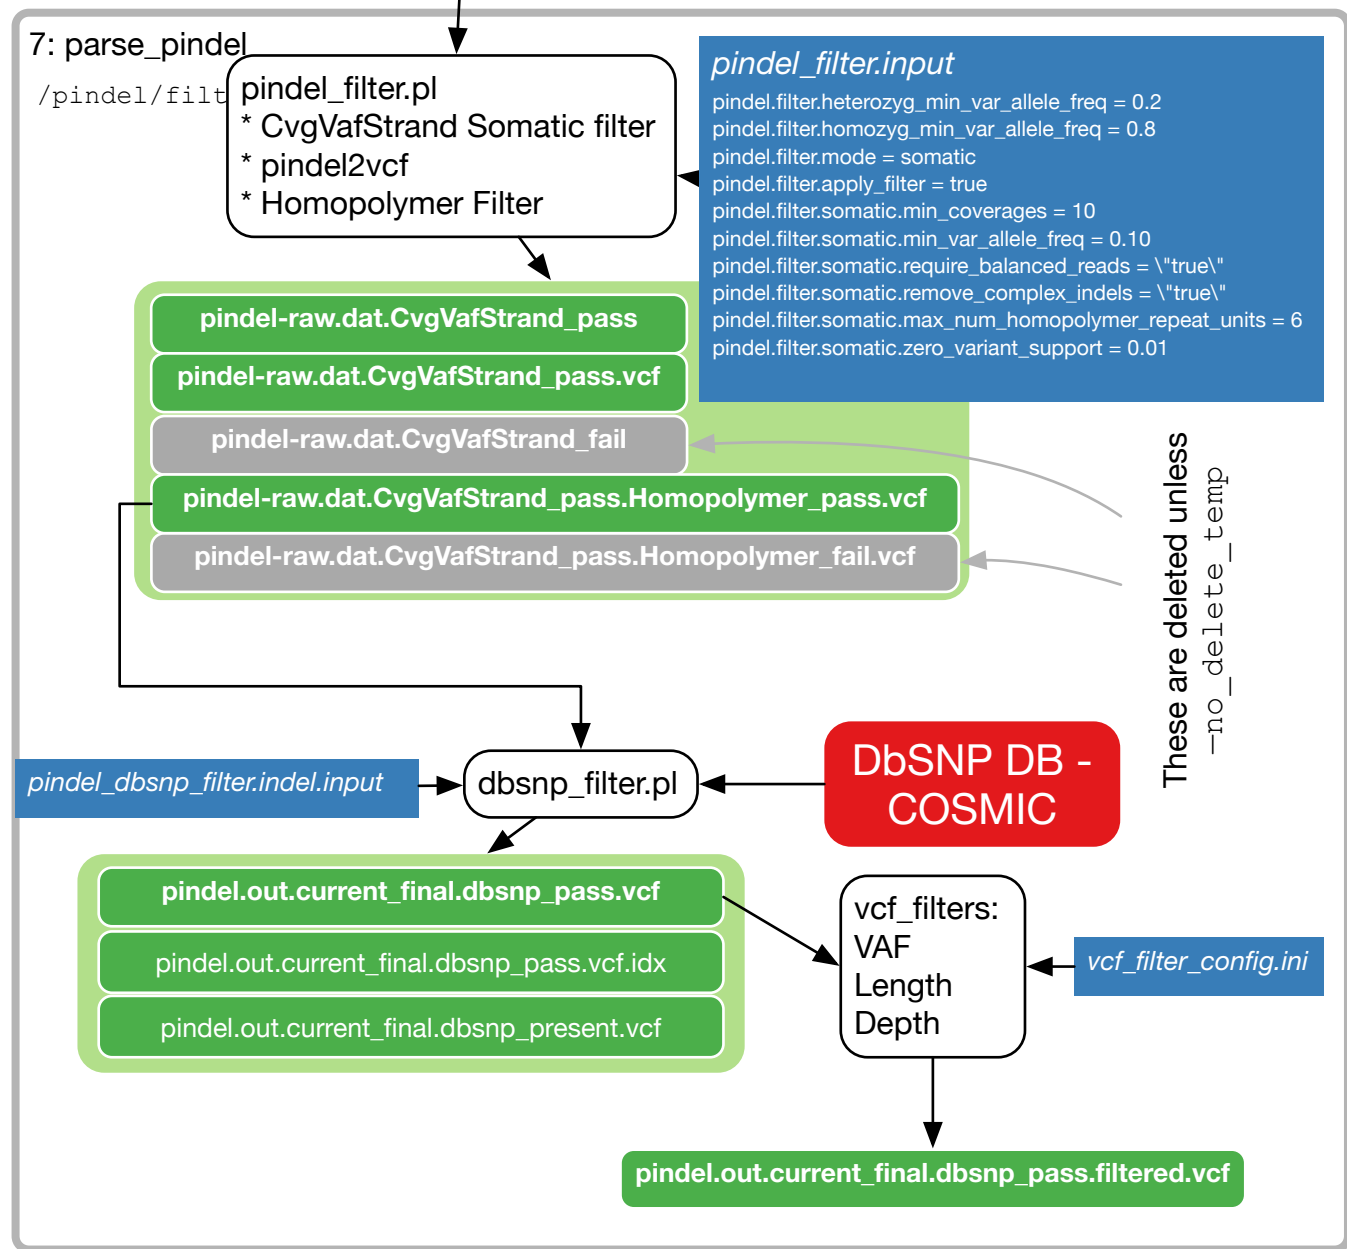 7: parse_pindel
/pindel/filt
pindel_filter.pl
* CvgVafStrand Somatic filter
* pindel2vcf
* Homopolymer Filter
pindel_filter.input
pindel.filter.heterozyg_min_var_allele_freq = 0.2
pindel.filter.homozyg_min_var_allele_freq = 0.8
pindel.filter.mode = somatic
pindel.filter.apply_filter = true
pindel.filter.somatic.min_coverages = 10
pindel.filter.somatic.min_var_allele_freq = 0.10
pindel.filter.somatic.require_balanced_reads = \"true\"
pindel.filter.somatic.remove_complex_indels = \"true\"
pindel.filter.somatic.max_num_homopolymer_repeat_units = 6
pindel.filter.somatic.zero_variant_support = 0.01
pindel-raw.dat.CvgVafStrand_pass
pindel-raw.dat.CvgVafStrand_pass.vcf
pindel-raw.dat.CvgVafStrand_fail
pindel-raw.dat.CvgVafStrand_pass.Homopolymer_pass.vcf
pindel-raw.dat.CvgVafStrand_pass.Homopolymer_fail.vcf
These are deleted unless
—no_delete_temp
pindel_dbsnp_filter.indel.input
dbsnp_filter.pl
DbSNP DB -
COSMIC
pindel.out.current_final.dbsnp_pass.vcf
pindel.out.current_final.dbsnp_pass.vcf.idx
pindel.out.current_final.dbsnp_present.vcf
vcf_filters:
VAF
Length
Depth
vcf_filter_config.ini
pindel.out.current_final.dbsnp_pass.filtered.vcf